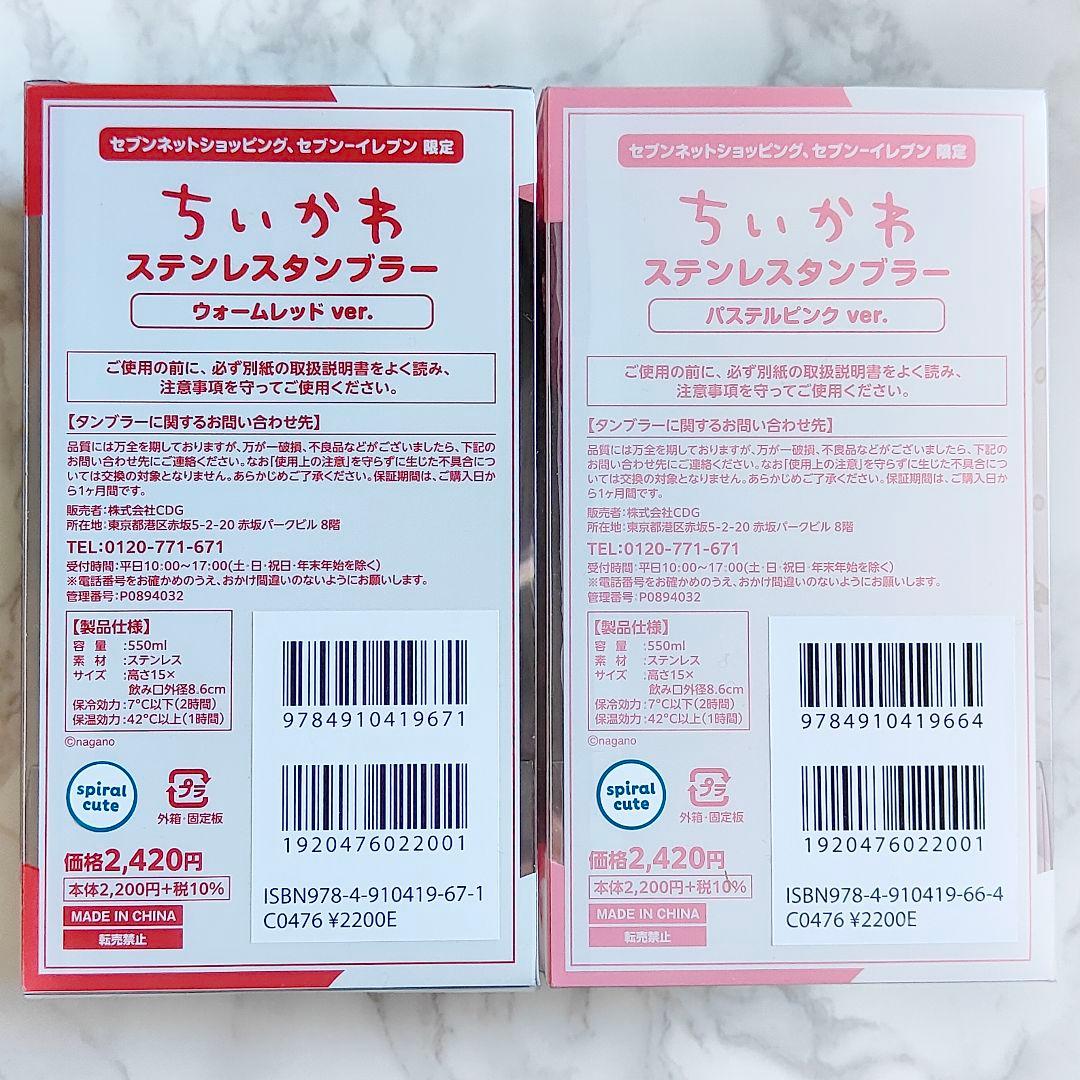 セブンネットショッピング、セブン-イレブン 限定
ちいかわ
ステンレスタンブラー
ウォームレッド ver.
ご使用の前に、必ず別紙の取扱説明書をよく読み、
注意事項を守ってご使用ください。
【タンブラーに関するお問い合わせ先】
品質には万全を期しておりますが、万が一破損、不良品などがございましたら、下記の
お問い合わせ先にご連絡ください。なお「使用上の注意」を守らずに生じた不具合につ
いては交換の対象となりません。あらかじめご了承ください。保証期間は、ご購入日か
ら1ヶ月間です。
販売者:株式会社CDG
所在地:東京都港区赤坂5-2-20 赤坂パークビル 8階
TEL:0120-771-671
受付時間:平日10:00〜17:00(土・日・祝日・年末年始を除く)
※電話番号をお確かめのうえ、おかけ間違いのないようにお願いします。
管理番号:P0894032
【製品仕様】
容 量 :550ml
素 材 :ステンレス
サイズ :高さ15×
飲み口外径8.6cm
保冷効力:7℃以下(2時間)
保温効力:42℃以上(1時間)
©nagano
spiral
cute
プラ
外箱・固定板
価格2,420円
本体2,200円+税10%
MADE IN CHINA
転売禁止
9784910419671
1920476022001
ISBN978-4-910419-67-1
C0476 ¥2200E
セブンネットショッピング、セブン-イレブン 限定
ちいかわ
ステンレスタンブラー
パステルピンク ver.
ご使用の前に、必ず別紙の取扱説明書をよく読み、
注意事項を守ってご使用ください。
【タンブラーに関するお問い合わせ先】
品質には万全を期しておりますが、万が一破損、不良品などがございましたら、下記の
お問い合わせ先にご連絡ください。なお「使用上の注意」を守らずに生じた不具合につ
いては交換の対象となりません。あらかじめご了承ください。保証期間は、ご購入日か
ら1ヶ月間です。
販売者:株式会社CDG
所在地:東京都港区赤坂5-2-20 赤坂パークビル 8階
TEL:0120-771-671
受付時間:平日10:00〜17:00(土・日・祝日・年末年始を除く)
※電話番号をお確かめのうえ、おかけ間違いのないようにお願いします。
管理番号:P0894032
【製品仕様】
容 量 :550ml
素 材 :ステンレス
サイズ :高さ15×
飲み口外径8.6cm
保冷効力:7℃以下(2時間)
保温効力:42℃以上(1時間)
©nagano
spiral
cute
プラ
外箱・固定板
価格2,420円
本体2,200円+税10%
MADE IN CHINA
転売禁止
9784910419664
1920476022001
ISBN978-4-910419-66-4
C0476 ¥2200E